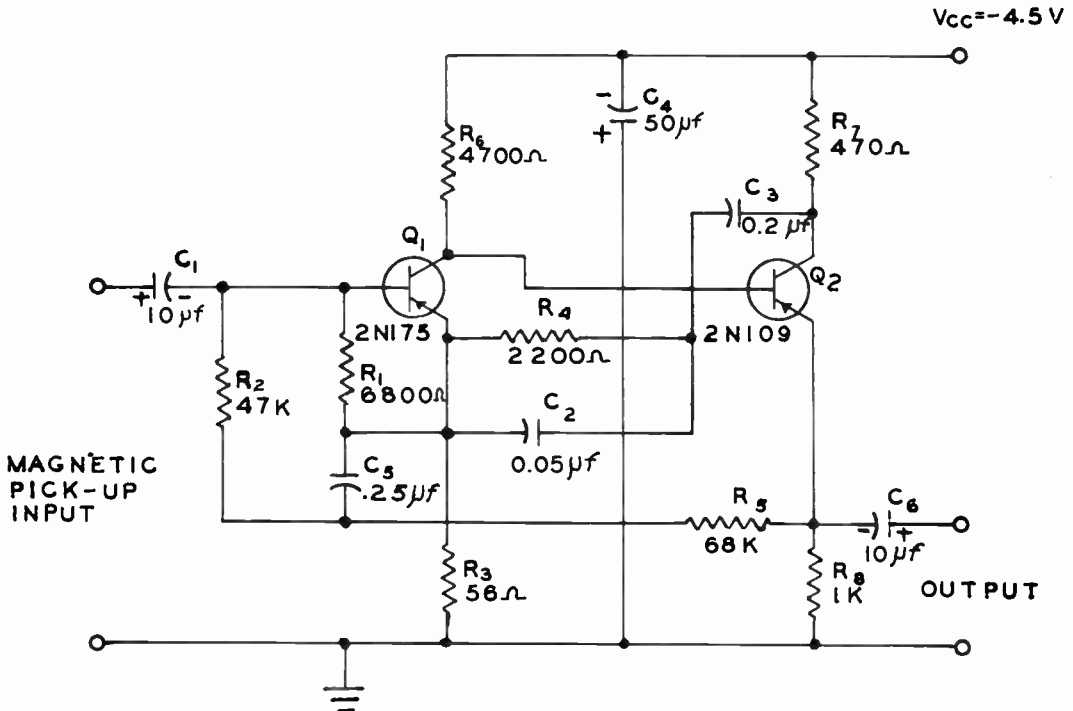 Vcc=-4.5 V
- C4
+ 50µf
R6
4700Ω
R7
470Ω
C3
0.2 µf
Q1
C1
+ -
10µf
Q2
2N175
R4
2200Ω
2N109
R1
6800Ω
R2
47K
C2
0.05µf
MAGNETIC
PICK-UP
INPUT
C5
.25µf
R5
68K
C6
- +
10µf
R3
56Ω
R8
1K
OUTPUT